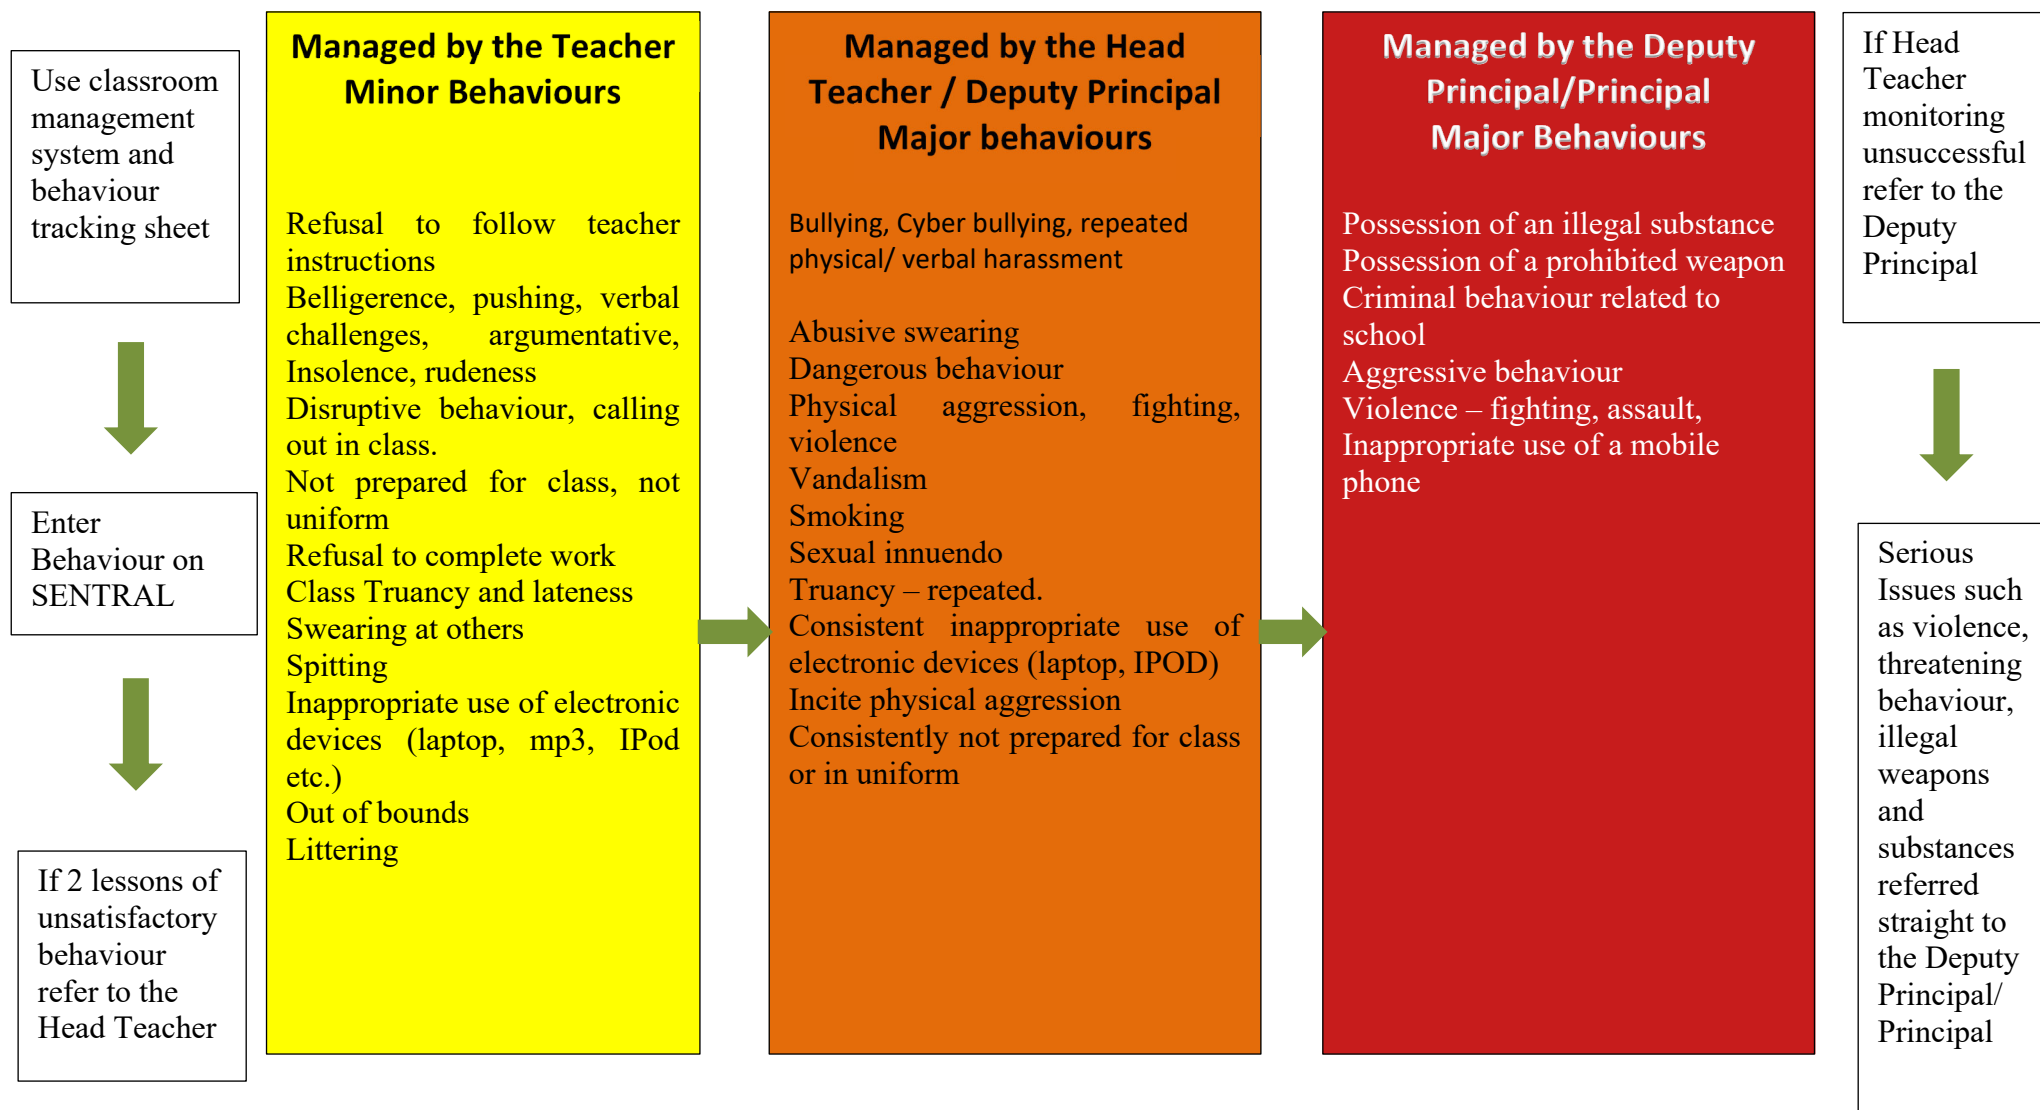 Use classroom
management
system and
behaviour
tracking sheet
Enter
Behaviour on
SENTRAL
If 2 lessons of
unsatisfactory
behaviour
refer to the
Head Teacher
Managed by the Teacher
Minor Behaviours
Refusal to follow teacher
instructions
Belligerence, pushing, verbal
challenges, argumentative,
Insolence, rudeness
Disruptive behaviour, calling
out in class.
Not prepared for class, not
uniform
Refusal to complete work
Class Truancy and lateness
Swearing at others
Spitting
Inappropriate use of electronic
devices (laptop, mp3, IPod
etc.)
Out of bounds
Littering
Managed by the Head
Teacher / Deputy Principal
Major behaviours
Bullying, Cyber bullying, repeated
physical/ verbal harassment
Abusive swearing
Dangerous behaviour
Physical aggression, fighting,
violence
Vandalism
Smoking
Sexual innuendo
Truancy – repeated.
Consistent inappropriate use of
electronic devices (laptop, IPOD)
Incite physical aggression
Consistently not prepared for class
or in uniform
Managed by the Deputy
Principal/Principal
Major Behaviours
Possession of an illegal substance
Possession of a prohibited weapon
Criminal behaviour related to
school
Aggressive behaviour
Violence – fighting, assault,
Inappropriate use of a mobile
phone
If Head
Teacher
monitoring
unsuccessful
refer to the
Deputy
Principal
Serious
Issues such
as violence,
threatening
behaviour,
illegal
weapons
and
substances
referred
straight to
the Deputy
Principal/
Principal